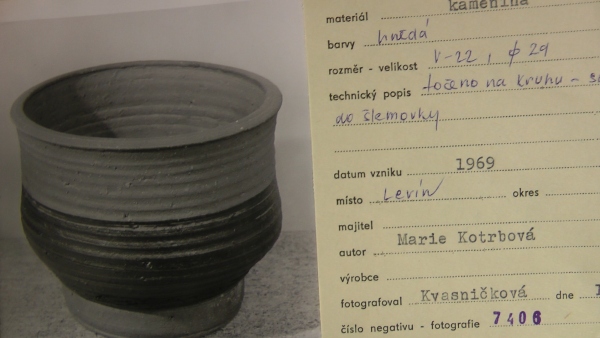 materiál kamenina
barvy hnědá
rozměr - velikost V-22, φ 29
technický popis točeno na kruhu -
do šlemovky
datum vzniku 1969
místo Levín okres
majitel
autor Marie Kotrbová
výrobce
fotografoval Kvasničková dne
číslo negativu - fotografie 7406